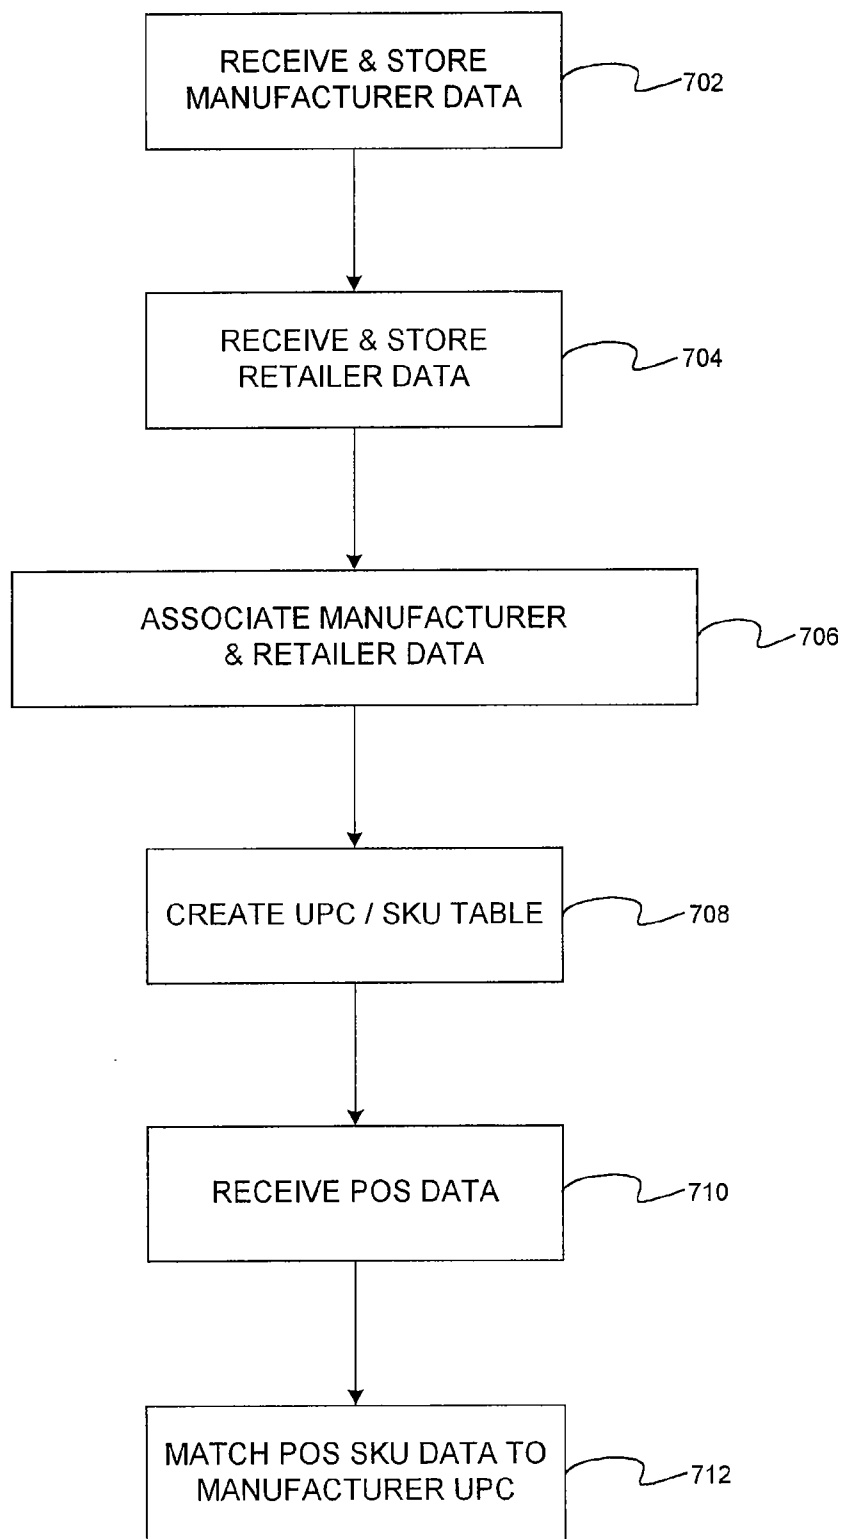 RECEIVE & STORE
MANUFACTURER DATA
702
RECEIVE & STORE
RETAILER DATA
704
ASSOCIATE MANUFACTURER
& RETAILER DATA
706
CREATE UPC / SKU TABLE
708
RECEIVE POS DATA
710
MATCH POS SKU DATA TO
MANUFACTURER UPC
712